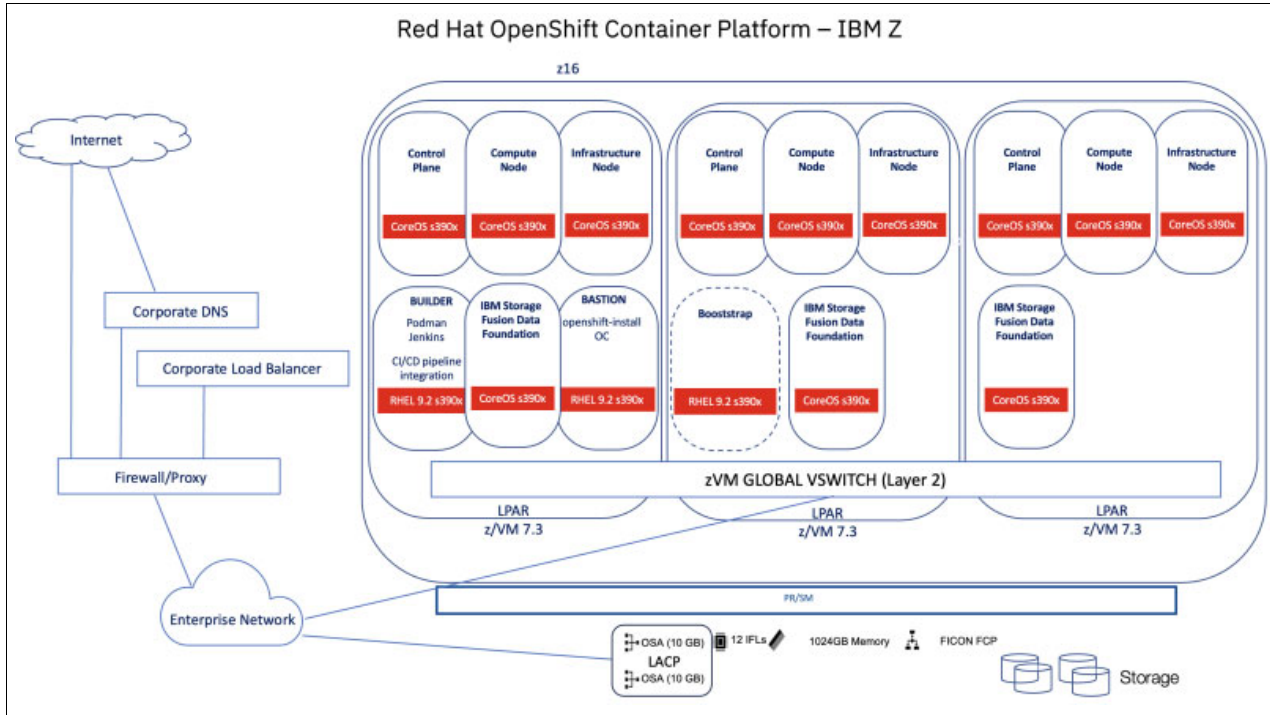 Red Hat OpenShift Container Platform – IBM Z
z16
Internet
Corporate DNS
Corporate Load Balancer
Firewall/Proxy
Enterprise Network
Control
Plane
CoreOS s390x
Compute
Node
CoreOS s390x
Infrastructure
Node
CoreOS s390x
BUILDER
Podman
Jenkins
CI/CD pipeline
integration
RHEL 9.2 s390x
IBM Storage
Fusion Data
Foundation
CoreOS s390x
BASTION
openshift-install
OC
RHEL 9.2 s390x
LPAR
z/VM 7.3
Control
Plane
CoreOS s390x
Compute
Node
CoreOS s390x
Infrastructure
Node
CoreOS s390x
Booststrap
RHEL 9.2 s390x
IBM Storage
Fusion Data
Foundation
CoreOS s390x
LPAR
z/VM 7.3
Control
Plane
CoreOS s390x
Compute
Node
CoreOS s390x
Infrastructure
Node
CoreOS s390x
IBM Storage
Fusion Data
Foundation
CoreOS s390x
LPAR
z/VM 7.3
zVM GLOBAL VSWITCH (Layer 2)
PR/SM
OSA (10 GB)
LACP
OSA (10 GB)
12 IFLs
1024GB Memory
FICON FCP
Storage